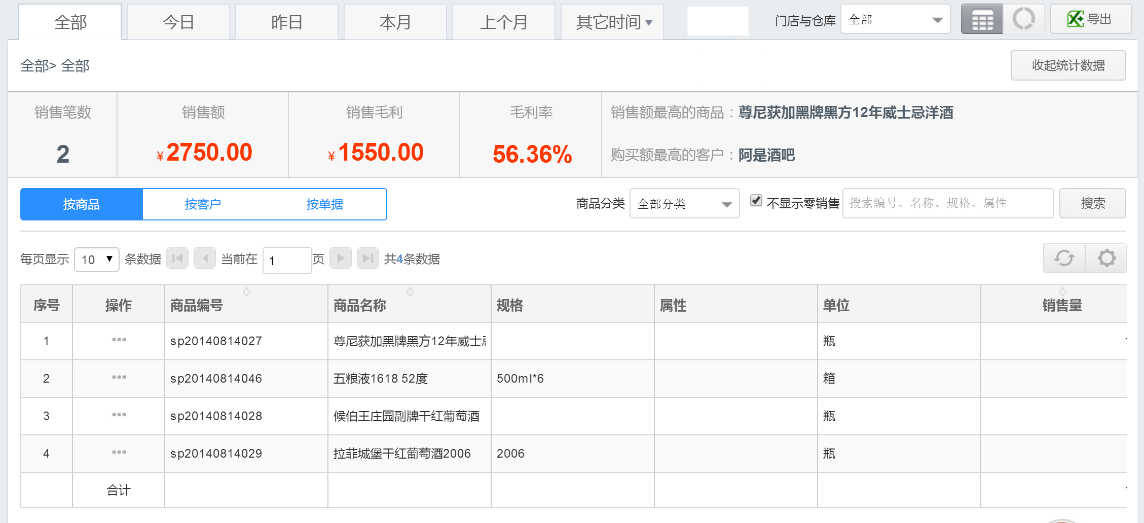 全部 今日 昨日 本月 上个月 其它时间 门店与仓库 全部 导出
全部> 全部 收起统计数据
销售笔数 销售额 销售毛利 毛利率 销售额最高的商品：尊尼获加黑牌黑方12年威士忌洋酒
2 ¥2750.00 ¥1550.00 56.36% 购买额最高的客户：阿是酒吧
按商品 按客户 按单据 商品分类 全部分类 不显示零销售 搜索编号、名称、规格、属性 搜索
每页显示 10 条数据 当前在 1 页 共4条数据
序号 操作 商品编号 商品名称 规格 属性 单位 销售量
1 sp20140814027 尊尼获加黑牌黑方12年威士 瓶
2 sp20140814046 五粮液1618 52度 500ml*6 箱
3 sp20140814028 候伯王庄园副牌干红葡萄酒 瓶
4 sp20140814029 拉菲城堡干红葡萄酒2006 2006 瓶
合计